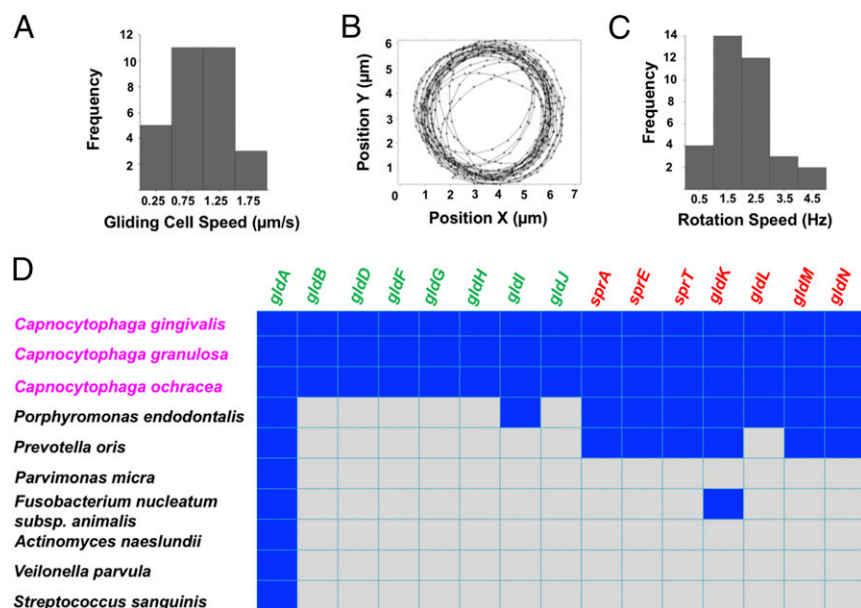 A
Frequency
12
10
8
6
4
2
0.25 0.75 1.25 1.75
Gliding Cell Speed (µm/s)
B
Position Y (µm)
6
5
4
3
2
1
0 1 2 3 4 5 6 7
Position X (µm)
C
Frequency
14
12
10
8
6
4
2
0.5 1.5 2.5 3.5 4.5
Rotation Speed (Hz)
D
gldA gldB gldD gldF gldG gldH gldI gldJ sprA sprE sprT gldK gldL gldM gldN
Capnocytophaga gingivalis
Capnocytophaga granulosa
Capnocytophaga ochracea
Porphyromonas endodontalis
Prevotella oris
Parvimonas micra
Fusobacterium nucleatum
subsp. animalis
Actinomyces naeslundii
Veilonella parvula
Streptococcus sanguinis